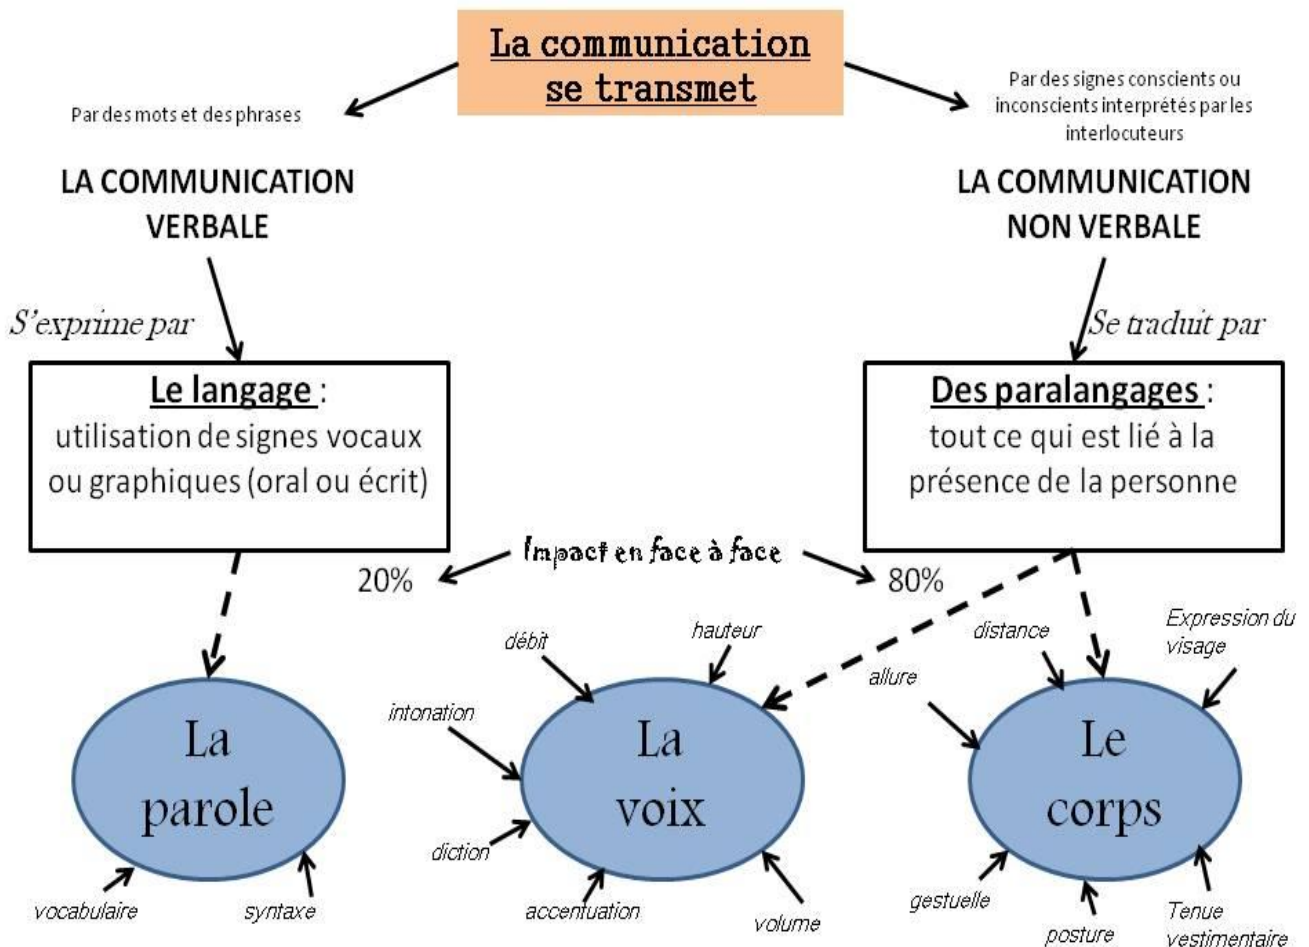 La communication
se transmet
Par des mots et des phrases
Par des signes conscients ou
inconscients interprétés par les
interlocuteurs
LA COMMUNICATION
VERBALE
LA COMMUNICATION
NON VERBALE
S'exprime par
Se traduit par
Le langage :
utilisation de signes vocaux
ou graphiques (oral ou écrit)
Des paralangages :
tout ce qui est lié à la
présence de la personne
Impact en face à face
20%
80%
débit
hauteur
distance
Expression du
visage
allure
intonation
La
parole
La
voix
Le
corps
diction
vocabulaire
syntaxe
accentuation
volume
gestuelle
posture
Tenue
vestimentaire